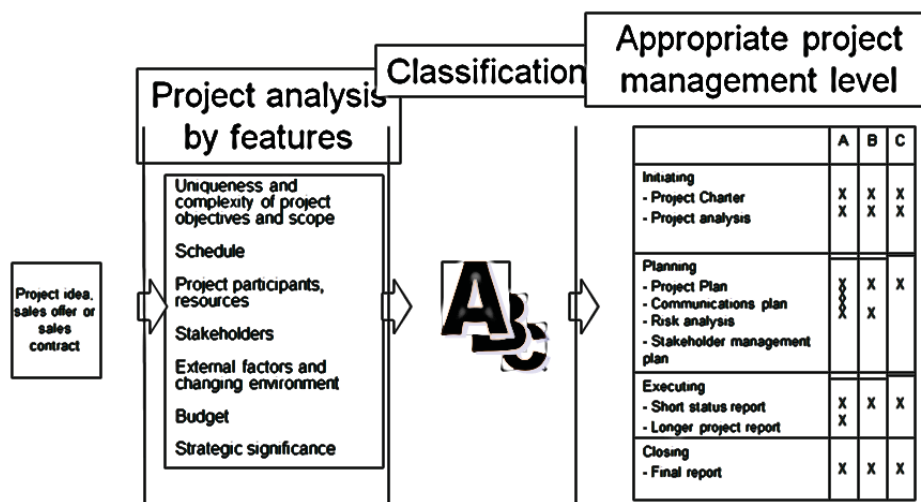 Project analysis
by features
Classification
Appropriate project
management level
Project idea,
sales offer or
sales
contract
Uniqueness and
complexity of project
objectives and scope
Schedule
Project participants,
resources
Stakeholders
External factors and
changing environment
Budget
Strategic significance
A
B
C
A B C
Initiating
- Project Charter X X X
- Project analysis X X X
Planning
- Project Plan X X X
- Communications plan X
X
- Risk analysis X X
- Stakeholder management
plan
Executing
- Short status report X X X
- Longer project report X
Closing
- Final report X X X